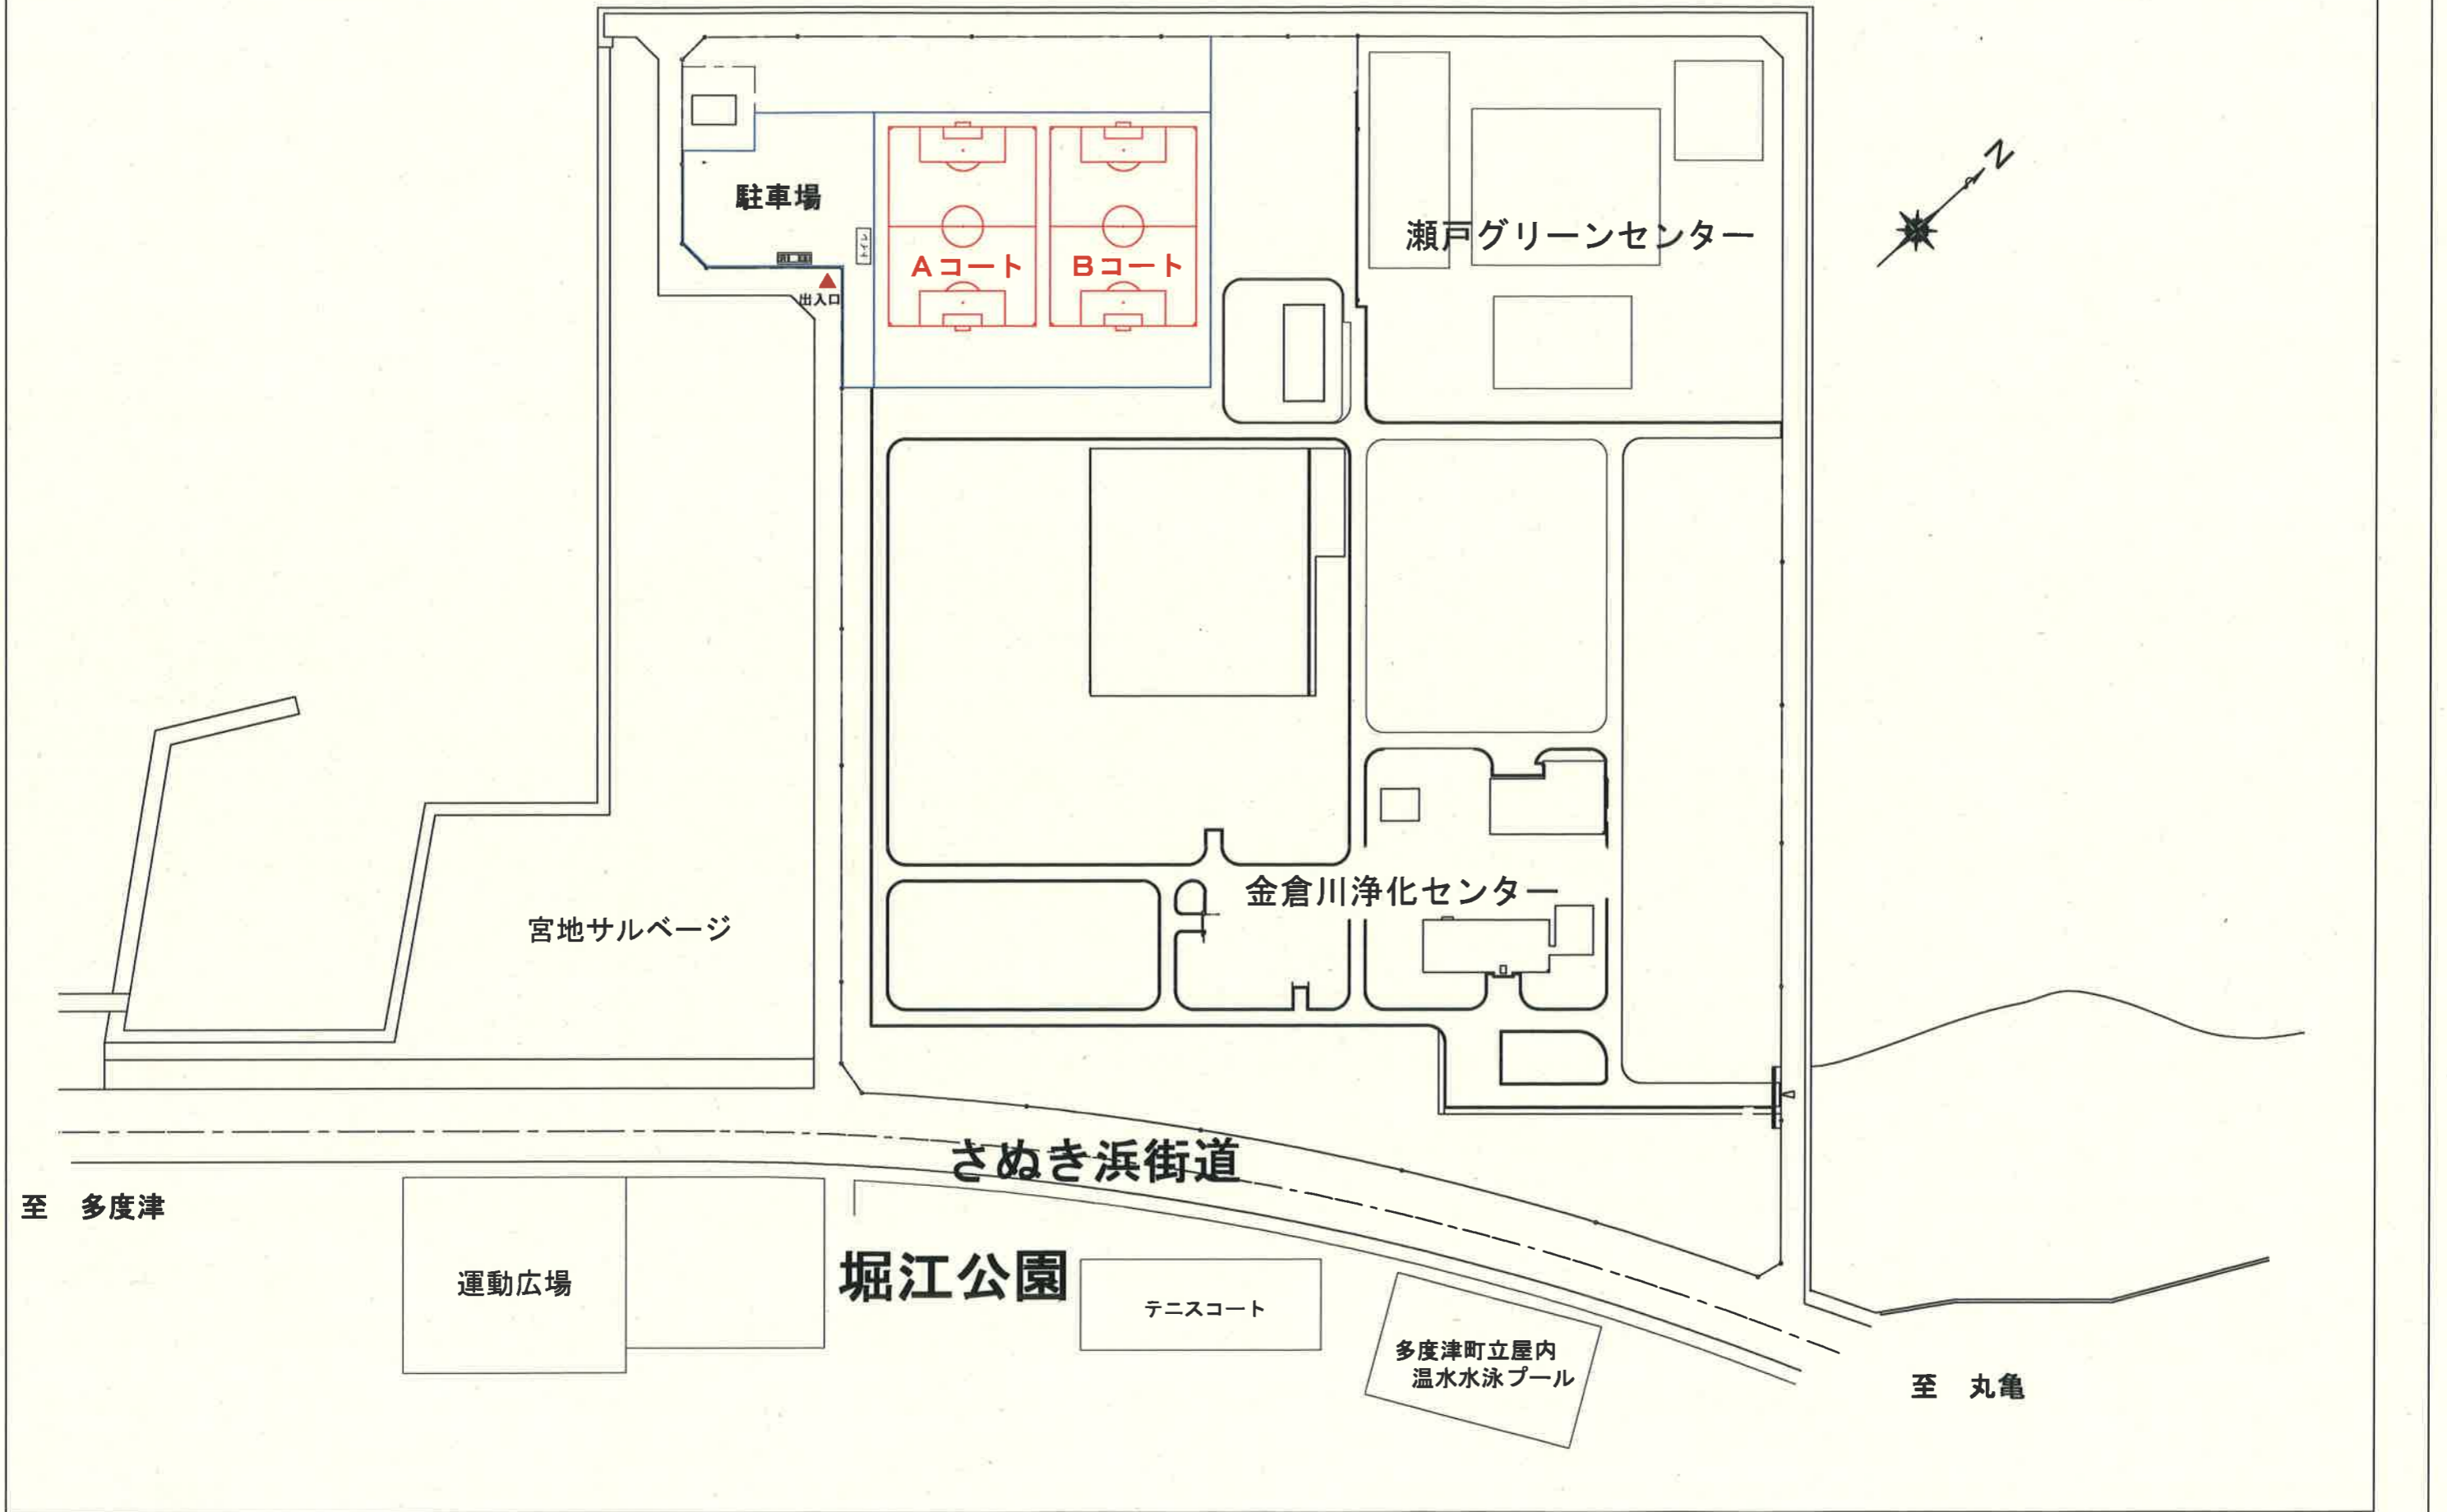 N
駐車場
瀬戸グリーンセンター
トイレ
Aコート
Bコート
出入口
金倉川浄化センター
宮地サルベージ
さぬき浜街道
至 多度津
堀江公園
運動広場
テニスコート
多度津町立屋内
温水水泳プール
至 丸亀